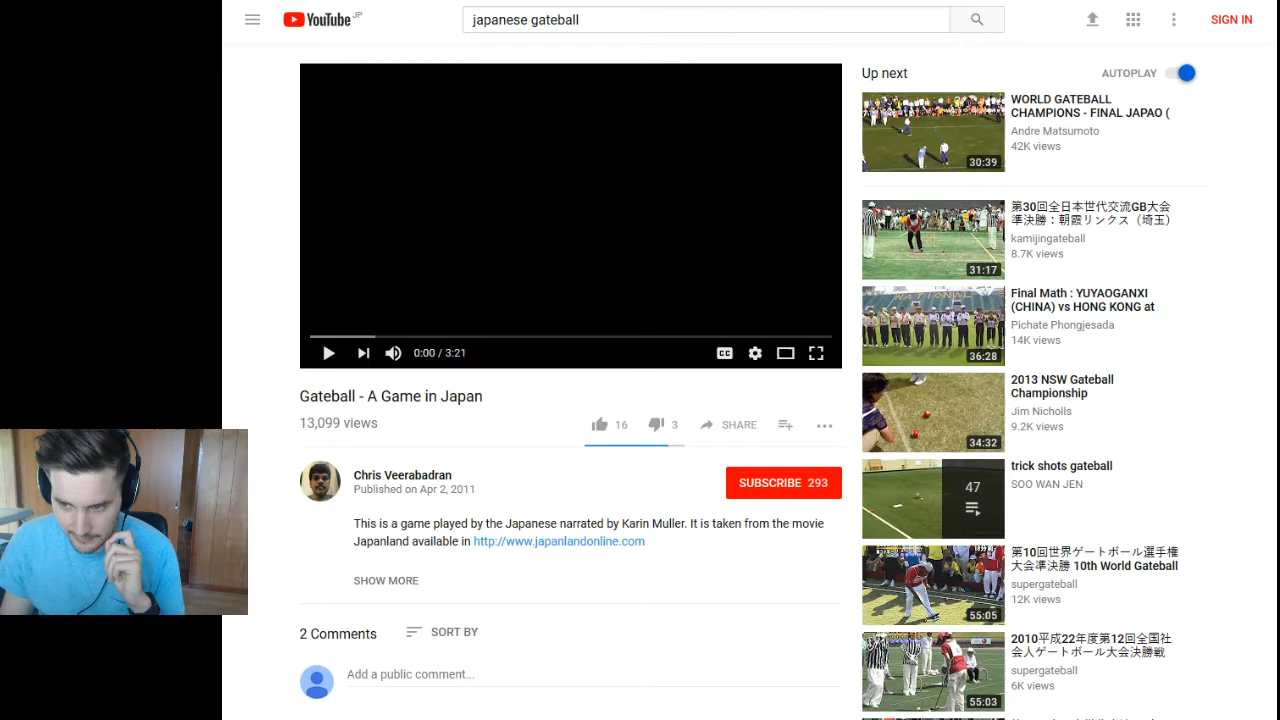 YouTube JP
japanese gateball
SIGN IN
0:00 / 3:21
CC
Gateball - A Game in Japan
13,099 views
16
3
SHARE
Chris Veerabadran
Published on Apr 2, 2011
SUBSCRIBE 293
This is a game played by the Japanese narrated by Karin Muller. It is taken from the movie
Japanland available in http://www.japanlandonline.com
SHOW MORE
2 Comments
SORT BY
Add a public comment...
Up next
AUTOPLAY
WORLD GATEBALL
CHAMPIONS - FINAL JAPAO (
Andre Matsumoto
42K views
30:39
第30回全日本世代交流GB大会
準決勝：朝霞リンクス（埼玉）
kamijingateball
8.7K views
31:17
Final Math : YUYAOGANXI
(CHINA) vs HONG KONG at
Pichate Phongjesada
14K views
36:28
2013 NSW Gateball
Championship
Jim Nicholls
9.2K views
34:32
trick shots gateball
SOO WAN JEN
47
第10回世界ゲートボール選手権
大会準決勝 10th World Gateball
supergateball
12K views
55:05
2010平成22年度第12回全国社
会人ゲートボール大会決勝戦
supergateball
6K views
55:03